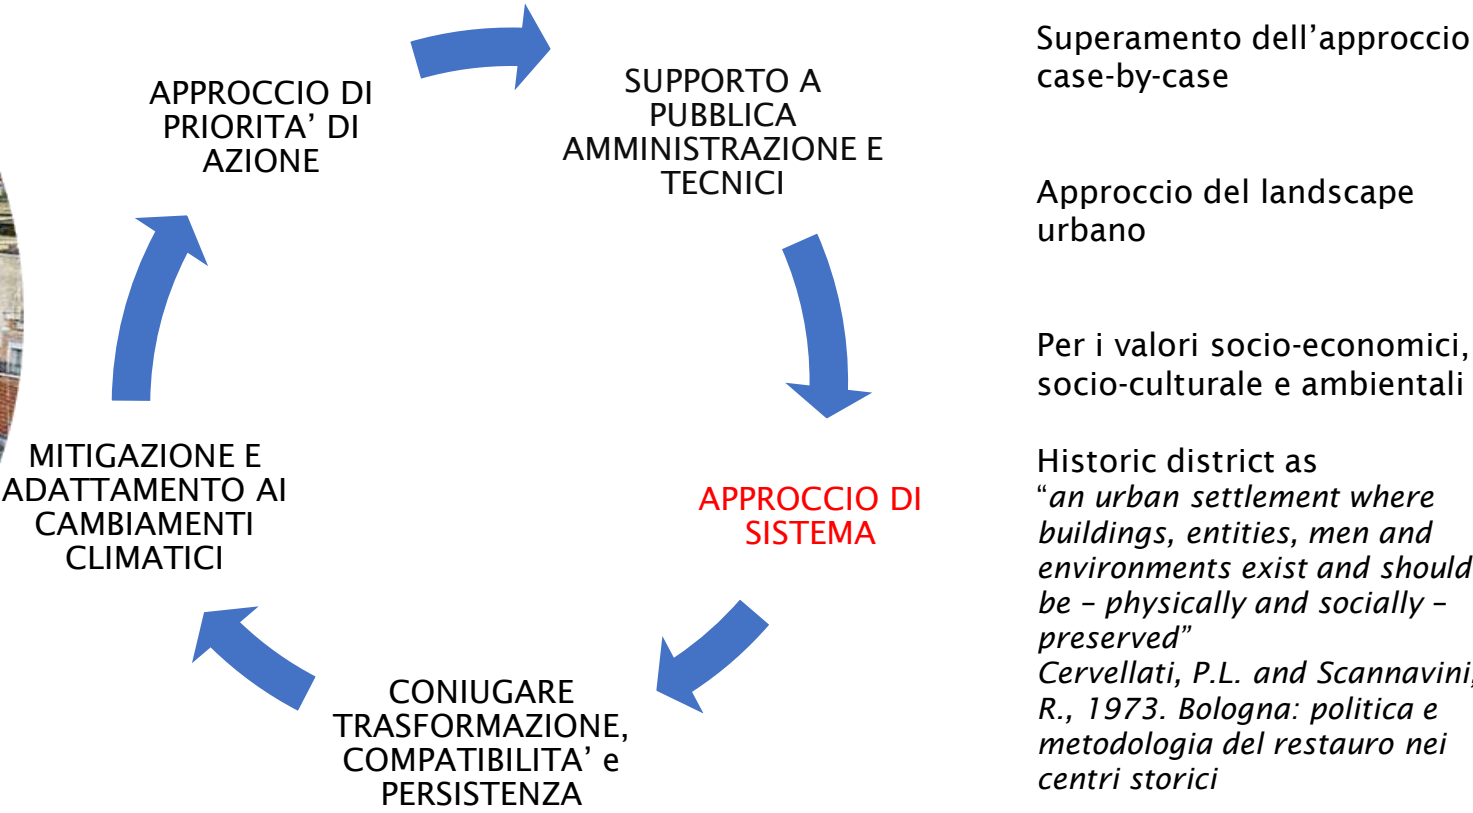 APPROCCIO DI
PRIORITA’ DI
AZIONE
SUPPORTO A
PUBBLICA
AMMINISTRAZIONE E
TECNICI
APPROCCIO DI
SISTEMA
CONIUGARE
TRASFORMAZIONE,
COMPATIBILITA’ e
PERSISTENZA
MITIGAZIONE E
ADATTAMENTO AI
CAMBIAMENTI
CLIMATICI
Superamento dell’approccio
case-by-case
Approccio del landscape
urbano
Per i valori socio-economici,
socio-culturale e ambientali
Historic district as
“an urban settlement where
buildings, entities, men and
environments exist and should
be – physically and socially –
preserved”
Cervellati, P.L. and Scannavini,
R., 1973. Bologna: politica e
metodologia del restauro nei
centri storici